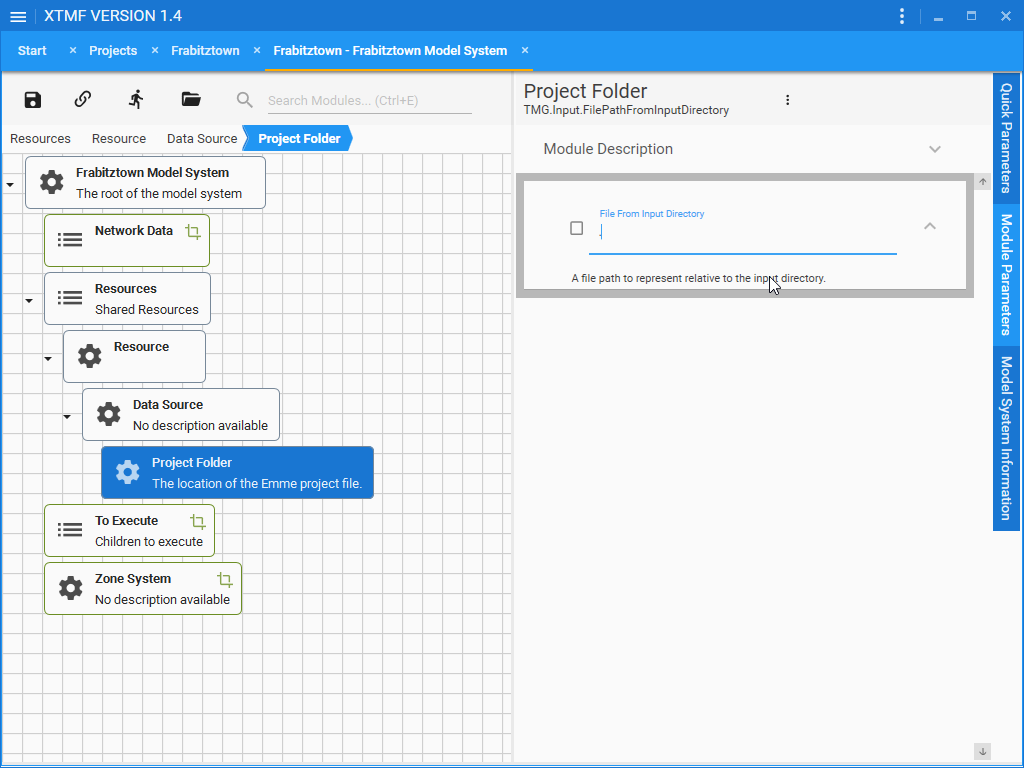 XTMF VERSION 1.4
Start × Projects × Frabitztown × Frabitztown - Frabitztown Model System ×
Search Modules... (Ctrl+E)
Resources Resource Data Source Project Folder
Frabitztown Model System
The root of the model system
Network Data
Resources
Shared Resources
Resource
Data Source
No description available
Project Folder
The location of the Emme project file.
To Execute
Children to execute
Zone System
No description available
Project Folder
TMG.Input.FilePathFromInputDirectory
Module Description
File From Input Directory
.
A file path to represent relative to the input directory.
Quick Parameters
Module Parameters
Model System Information